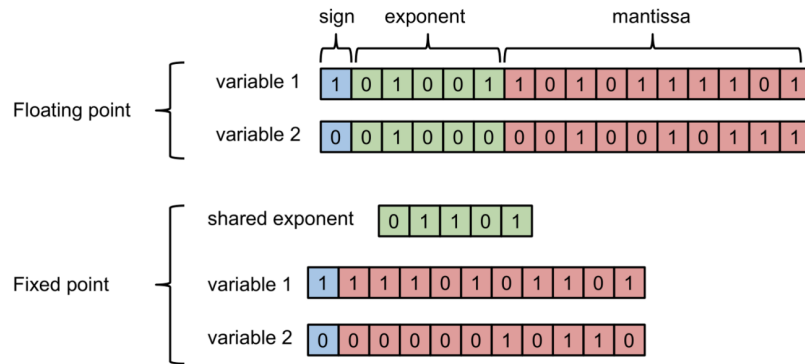 sign exponent mantissa
Floating point
variable 1 1 0 1 0 0 1 1 0 1 0 1 1 1 1 0 1
variable 2 0 0 1 0 0 0 0 0 1 0 0 1 0 1 1 1
shared exponent 0 1 1 0 1
Fixed point
variable 1 1 1 1 1 0 1 0 1 1 0 1
variable 2 0 0 0 0 0 0 1 0 1 1 0